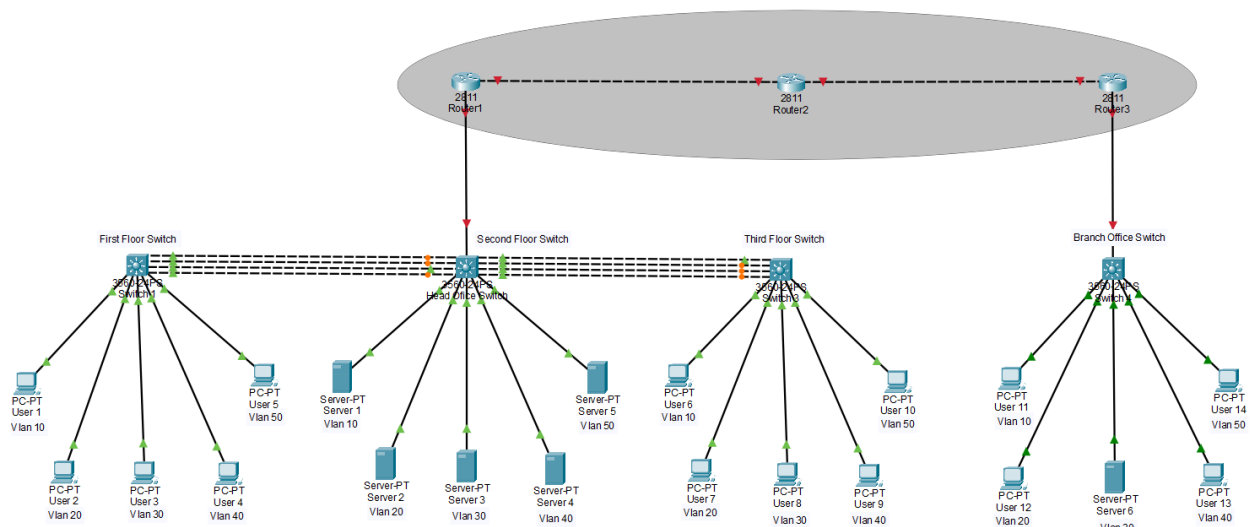 2811
Router1
2811
Router2
2811
Router3
First Floor Switch
Second Floor Switch
Third Floor Switch
Branch Office Switch
3560-24PS
Switch 1
3560-24PS
Head Ofice Switch
3560-24PS
Switch 3
3560-24PS
Switch 4
PC-PT
User 1
Vlan 10
PC-PT
User 5
Vlan 50
Server-PT
Server 1
Vlan 10
Server-PT
Server 5
Vlan 50
PC-PT
User 6
Vlan 10
PC-PT
User 10
Vlan 50
PC-PT
User 11
Vlan 10
PC-PT
User 14
Vlan 50
PC-PT
User 2
Vlan 20
PC-PT
User 3
Vlan 30
PC-PT
User 4
Vlan 40
Server-PT
Server 2
Vlan 20
Server-PT
Server 3
Vlan 30
Server-PT
Server 4
Vlan 40
PC-PT
User 7
Vlan 20
PC-PT
User 8
Vlan 30
PC-PT
User 9
Vlan 40
PC-PT
User 12
Vlan 20
Server-PT
Server 6
PC-PT
User 13
Vlan 40